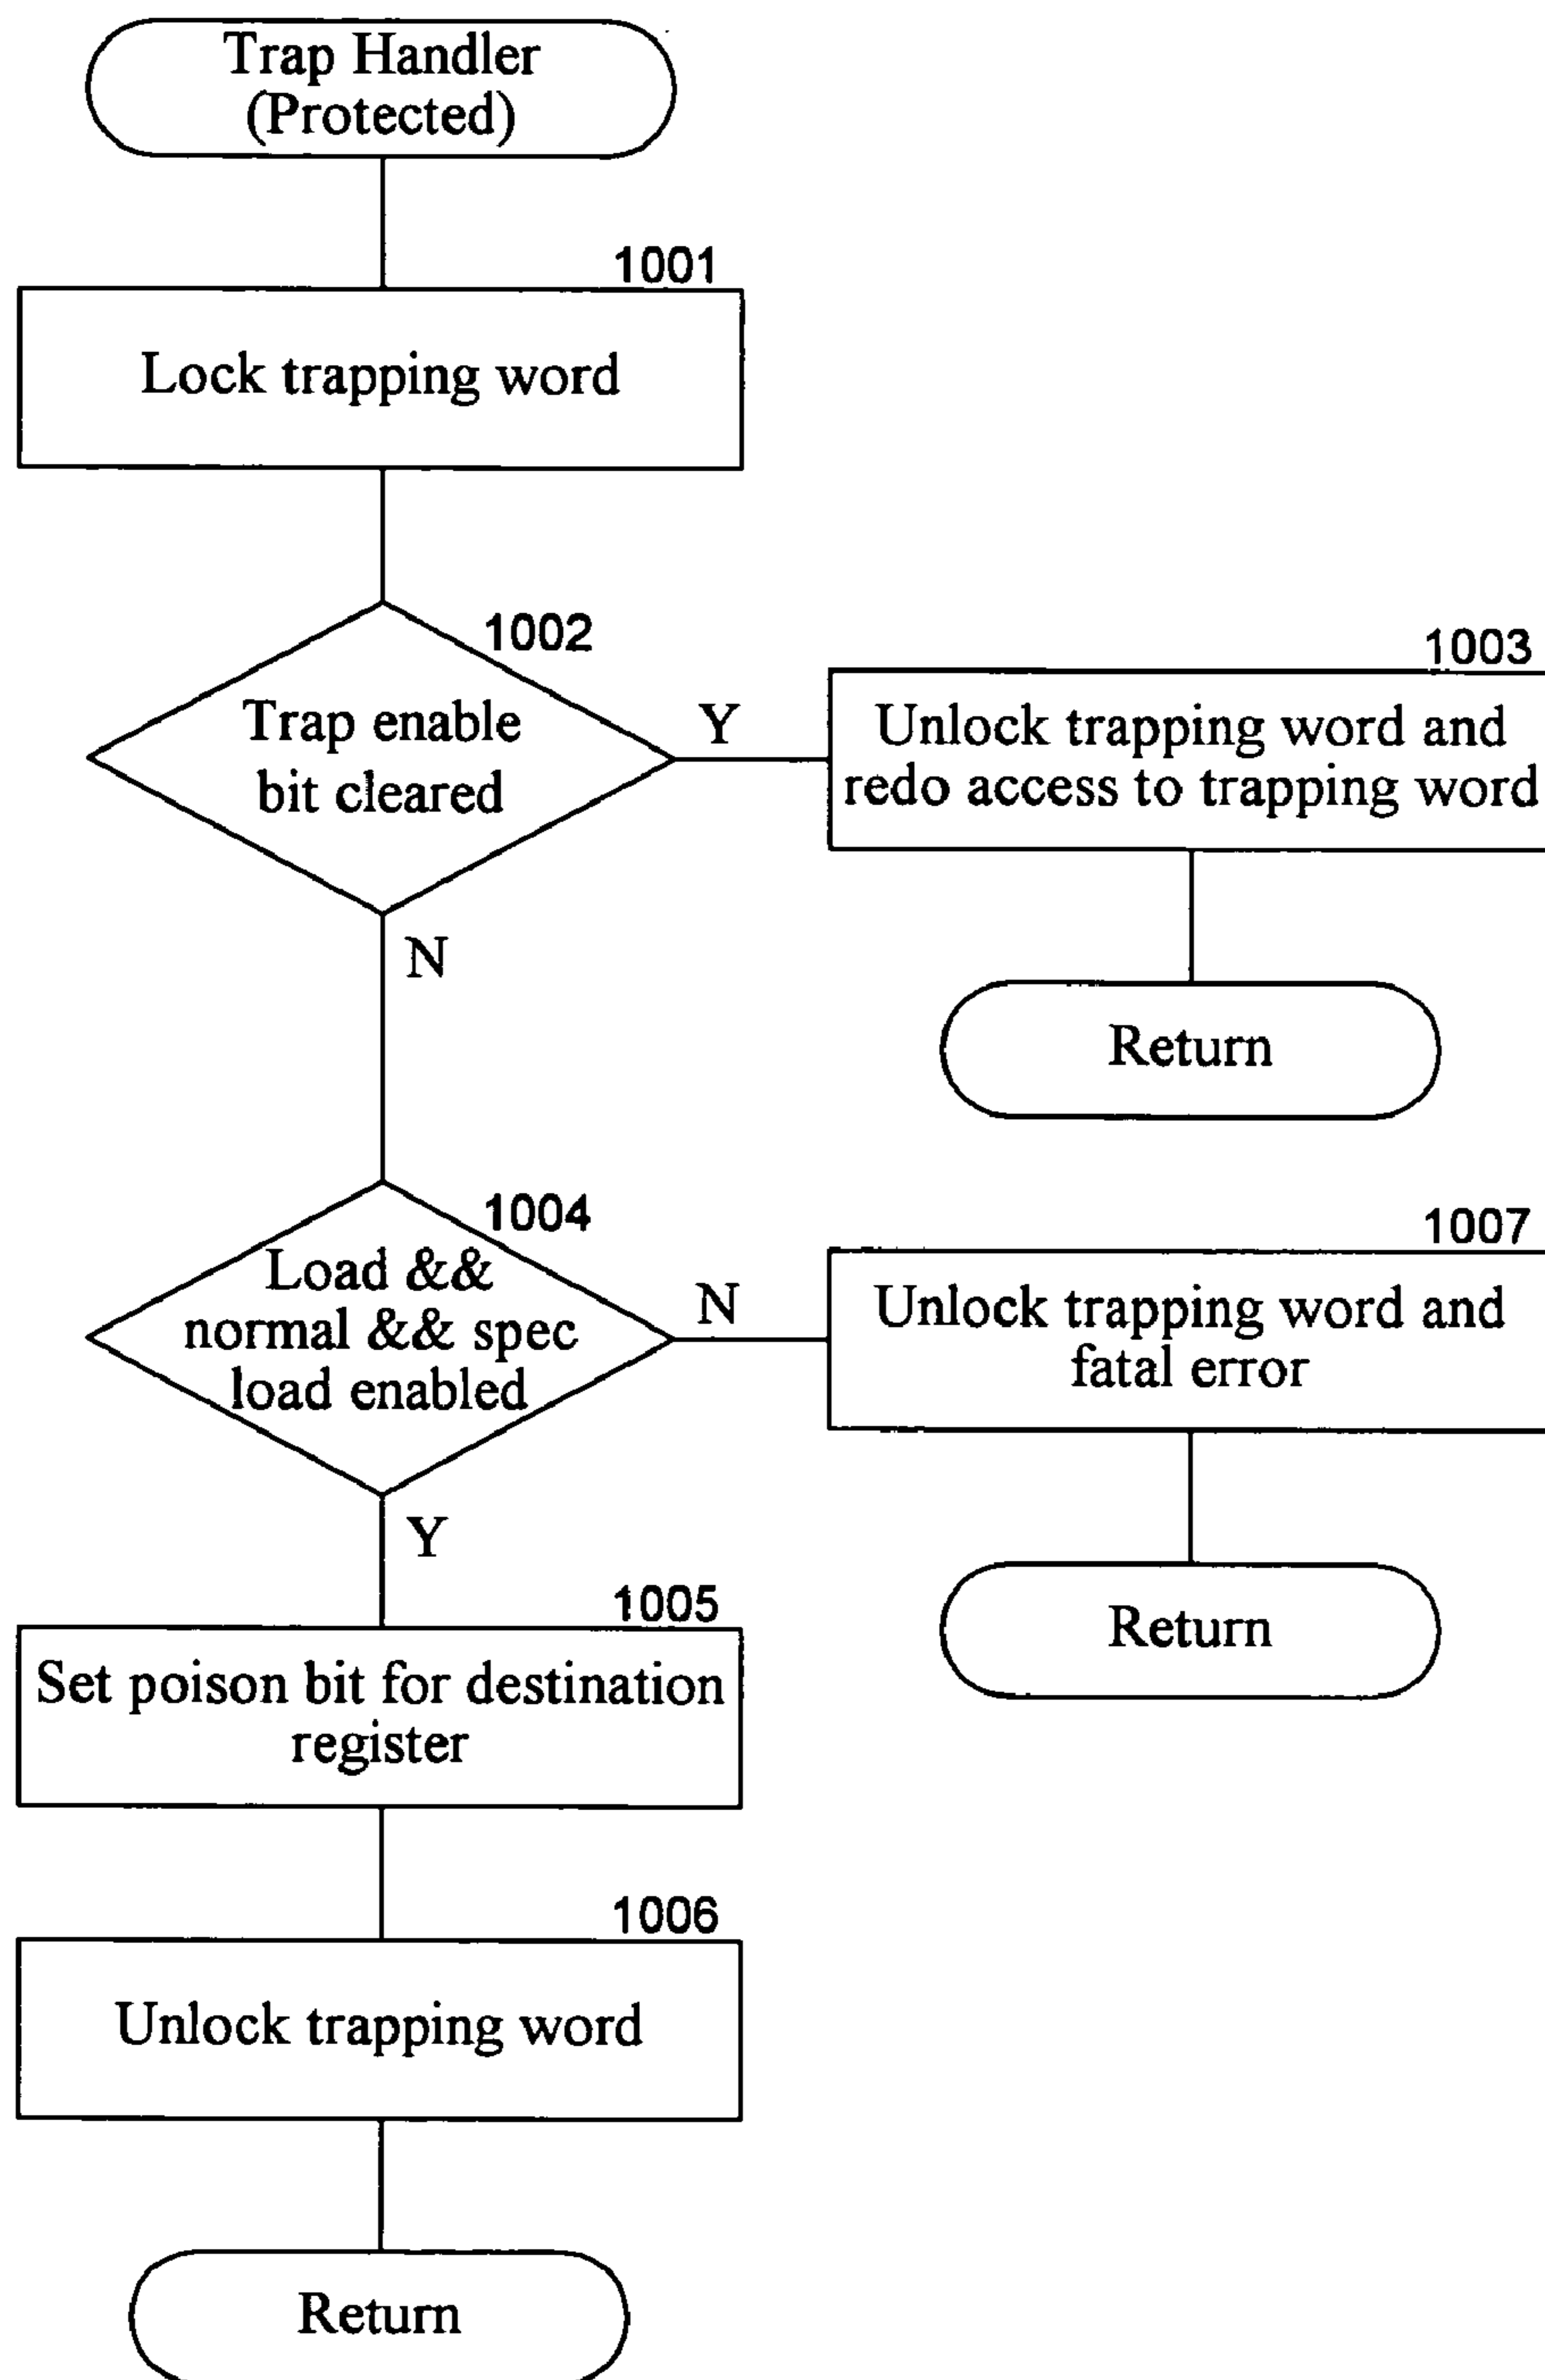 Trap Handler
(Protected)
1001
Lock trapping word
1002
Trap enable
bit cleared
Y
N
1003
Unlock trapping word and
redo access to trapping word
Return
1004
Load &&
normal && spec
load enabled
N
Y
1007
Unlock trapping word and
fatal error
Return
1005
Set poison bit for destination
register
1006
Unlock trapping word
Return